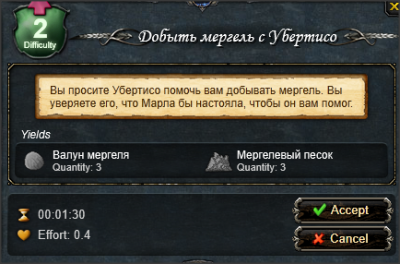 2
Difficulty
Добыть мергель с Убертисо
Вы просите Убертисо помочь вам добывать мергель. Вы
уверяете его, что Марла бы настояла, чтобы он вам помог.
Yields
Валун мергеля
Quantity: 3
Мергелевый песок
Quantity: 3
00:01:30
Accept
Effort: 0.4
Cancel